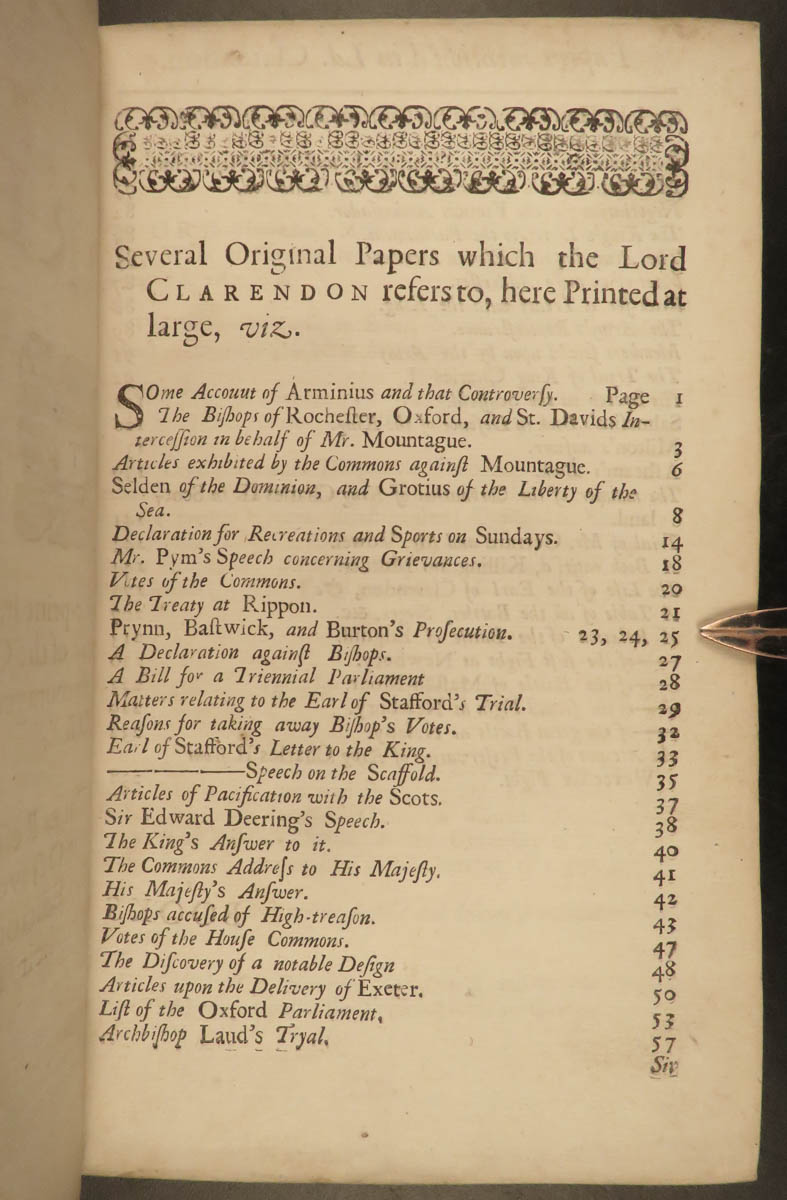 Several Original Papers which the Lord
CLARENDON refers to, here Printed at
large, viz.
SOme Accouut of Arminius and that Controverſy. Page 1
The Biſhops of Rocheſter, Oxford, and St. Davids In-
terceſſion in behalf of Mr. Mountague. 3
Articles exhibited by the Commons againſt Mountague. 6
Selden of the Dominion, and Grotius of the Liberty of the
Sea. 8
Declaration for Recreations and Sports on Sundays. 14
Mr. Pym's Speech concerning Grievances. 18
Votes of the Commons. 20
The Treaty at Rippon. 21
Prynn, Baſtwick, and Burton's Proſecution. 23, 24, 25
A Declaration againſt Biſhops. 27
A Bill for a Triennial Parliament 28
Matters relating to the Earl of Stafford's Trial. 29
Reaſons for taking away Biſhop's Votes. 32
Earl of Stafford's Letter to the King. 33
————Speech on the Scaffold. 35
Articles of Pacification with the Scots. 37
Sir Edward Deering's Speech. 38
The King's Anſwer to it. 40
The Commons Addreſs to His Majeſty. 41
His Majeſty's Anſwer. 42
Biſhops accuſed of High-treaſon. 43
Votes of the Houſe Commons. 47
The Diſcovery of a notable Deſign 48
Articles upon the Delivery of Exeter. 50
Liſt of the Oxford Parliament. 53
Archbiſhop Laud's Tryal. 57
Sir